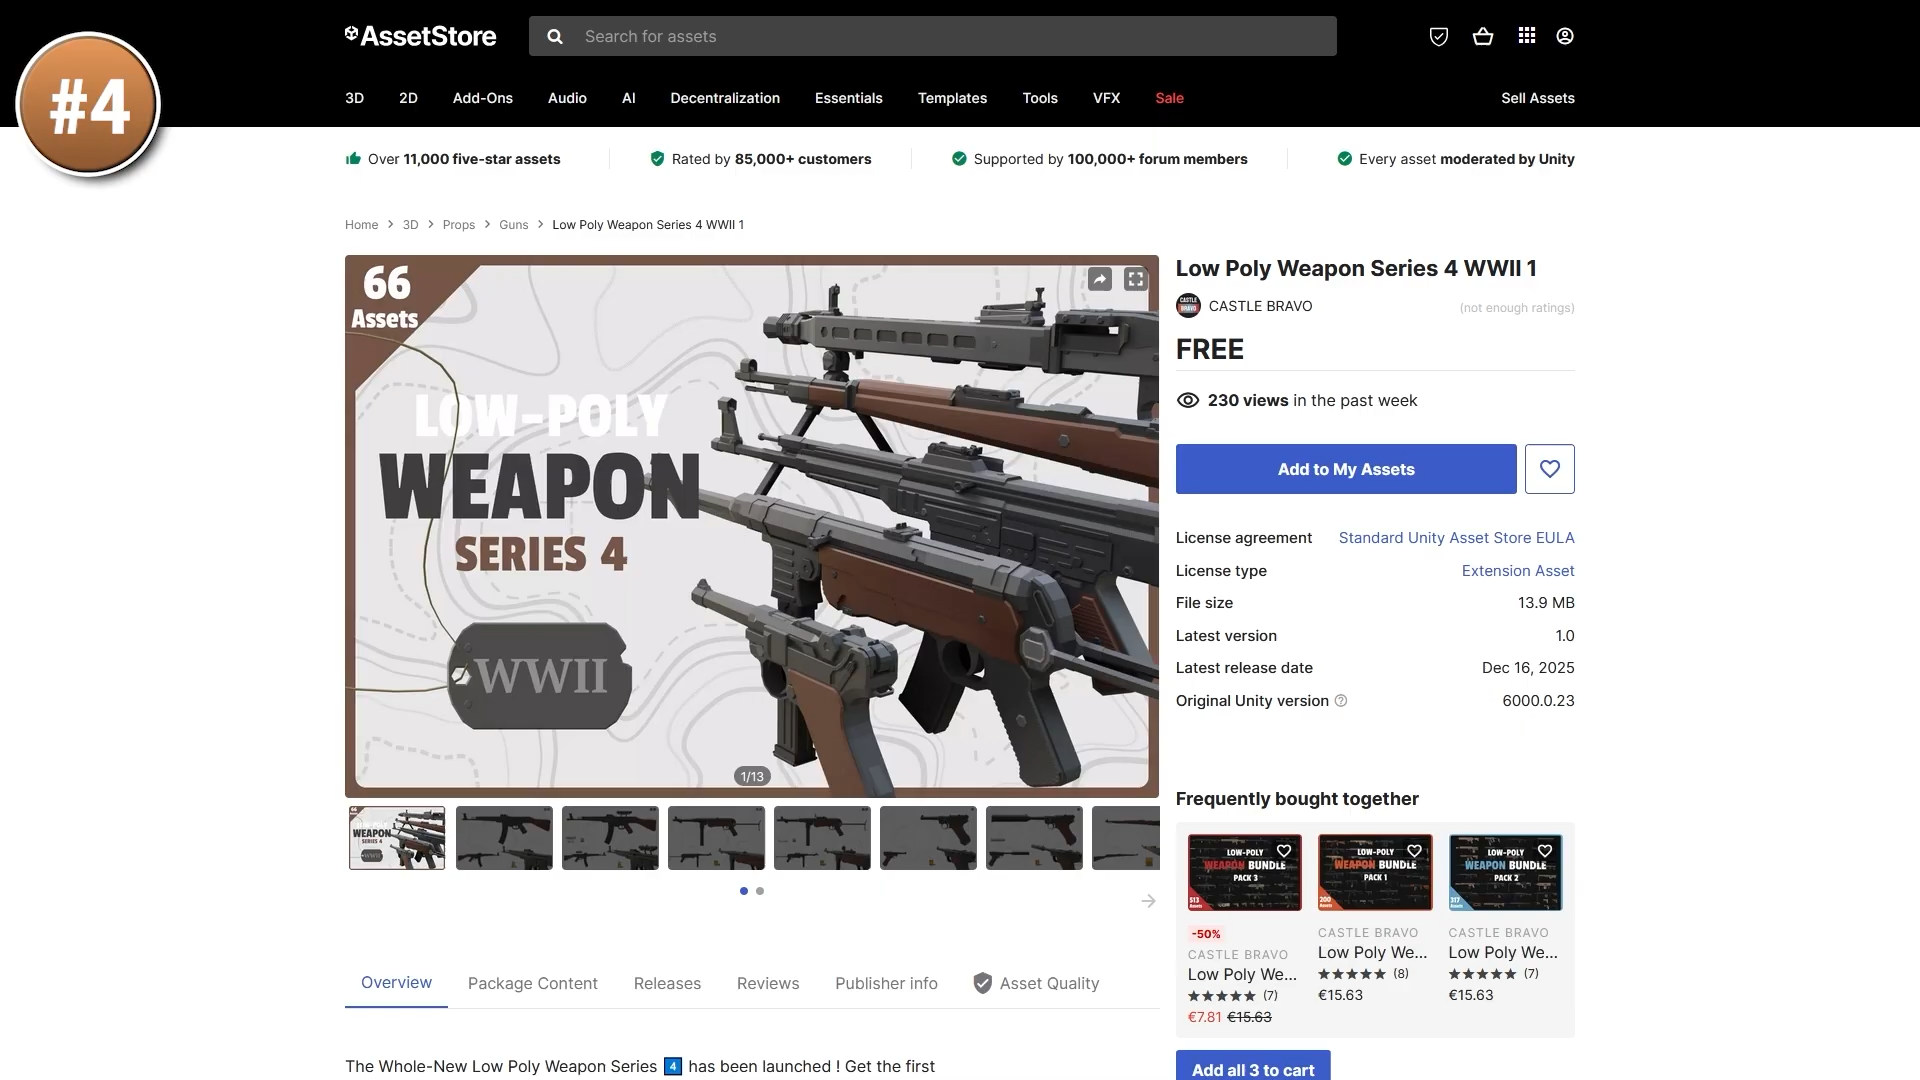 #4
AssetStore
Search for assets
3D 2D Add-Ons Audio AI Decentralization Essentials Templates Tools VFX Sale Sell Assets
Over 11,000 five-star assets Rated by 85,000+ customers Supported by 100,000+ forum members Every asset moderated by Unity
Home > 3D > Props > Guns > Low Poly Weapon Series 4 WWII 1
66
Assets
LOW-POLY
WEAPON
SERIES 4
WWII
1/13
Low Poly Weapon Series 4 WWII 1
CASTLE BRAVO (not enough ratings)
FREE
230 views in the past week
Add to My Assets
License agreement Standard Unity Asset Store EULA
License type Extension Asset
File size 13.9 MB
Latest version 1.0
Latest release date Dec 16, 2025
Original Unity version 6000.0.23
Frequently bought together
LOW-POLY
WEAPON BUNDLE
PACK 3
513
Assets
-50%
CASTLE BRAVO
Low Poly We...
(7)
€7.81 €15.63
LOW-POLY
WEAPON BUNDLE
PACK 1
200
Assets
CASTLE BRAVO
Low Poly We...
(8)
€15.63
LOW-POLY
WEAPON BUNDLE
PACK 2
317
Assets
CASTLE BRAVO
Low Poly We...
(7)
€15.63
Add all 3 to cart
Overview Package Content Releases Reviews Publisher info Asset Quality
The Whole-New Low Poly Weapon Series 4 has been launched ! Get the first